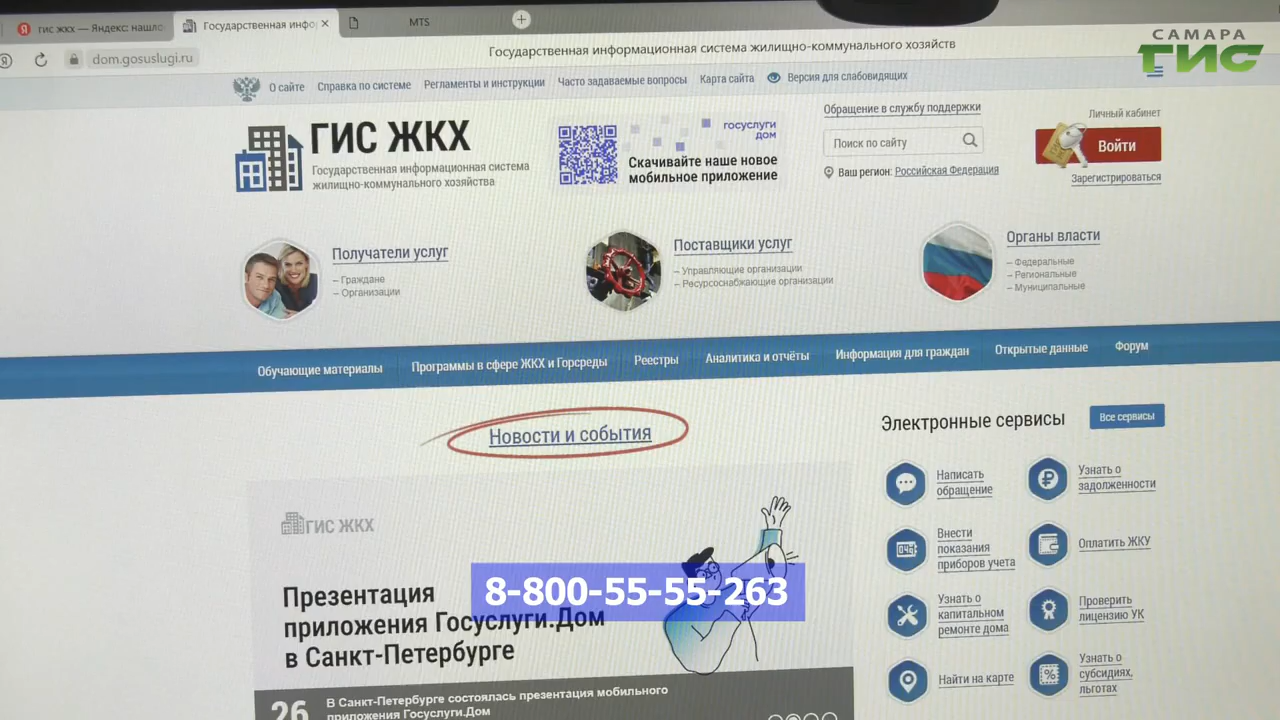 гис жкх — Яндекс: нашло
Государственная инфо
MTS
dom.gosuslugi.ru
Государственная информационная система жилищно-коммунального хозяйств
САМАРА
ГИС
О сайте
Справка по системе
Регламенты и инструкции
Часто задаваемые вопросы
Карта сайта
Версия для слабовидящих
ГИС ЖКХ
Государственная информационная система
жилищно-коммунального хозяйства
госуслуги
дом
Скачивайте наше новое
мобильное приложение
Обращение в службу поддержки
Поиск по сайту
Ваш регион: Российская Федерация
Личный кабинет
Войти
Зарегистрироваться
Получатели услуг
– Граждане
– Организации
Поставщики услуг
– Управляющие организации
– Ресурсоснабжающие организации
Органы власти
– Федеральные
– Региональные
– Муниципальные
Обучающие материалы
Программы в сфере ЖКХ и Горсреды
Реестры
Аналитика и отчёты
Информация для граждан
Открытые данные
Форум
Новости и события
ГИС ЖКХ
Презентация
приложения Госуслуги.Дом
в Санкт-Петербурге
8-800-55-55-263
26
В Санкт-Петербурге состоялась презентация мобильного
приложения Госуслуги.Дом
Электронные сервисы
Все сервисы
Написать
обращение
Узнать о
задолженности
Внести
показания
приборов учета
Оплатить ЖКУ
Узнать о
капитальном
ремонте дома
Проверить
лицензию УК
Найти на карте
Узнать о
субсидиях,
льготах